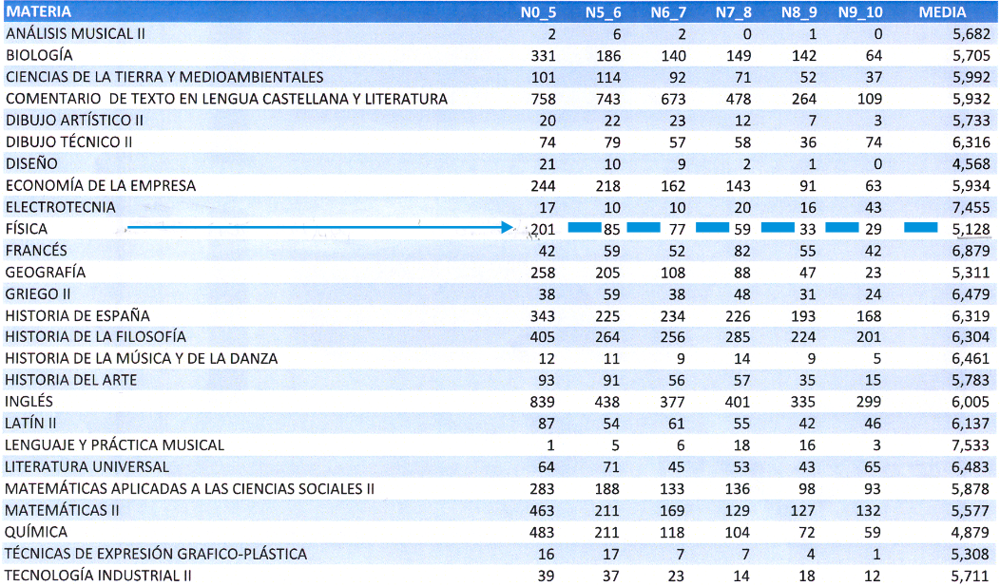 MATERIA N0_5 N5_6 N6_7 N7_8 N8_9 N9_10 MEDIA
ANÁLISIS MUSICAL II 2 6 2 0 1 0 5,682
BIOLOGÍA 331 186 140 149 142 64 5,705
CIENCIAS DE LA TIERRA Y MEDIOAMBIENTALES 101 114 92 71 52 37 5,992
COMENTARIO DE TEXTO EN LENGUA CASTELLANA Y LITERATURA 758 743 673 478 264 109 5,932
DIBUJO ARTÍSTICO II 20 22 23 12 7 3 5,733
DIBUJO TÉCNICO II 74 79 57 58 36 74 6,316
DISEÑO 21 10 9 2 1 0 4,568
ECONOMÍA DE LA EMPRESA 244 218 162 143 91 63 5,934
ELECTROTECNIA 17 10 10 20 16 43 7,455
FÍSICA 201 85 77 59 33 29 5,128
FRANCÉS 42 59 52 82 55 42 6,879
GEOGRAFÍA 258 205 108 88 47 23 5,311
GRIEGO II 38 59 38 48 31 24 6,479
HISTORIA DE ESPAÑA 343 225 234 226 193 168 6,319
HISTORIA DE LA FILOSOFÍA 405 264 256 285 224 201 6,304
HISTORIA DE LA MÚSICA Y DE LA DANZA 12 11 9 14 9 5 6,461
HISTORIA DEL ARTE 93 91 56 57 35 15 5,783
INGLÉS 839 438 377 401 335 299 6,005
LATÍN II 87 54 61 55 42 46 6,137
LENGUAJE Y PRÁCTICA MUSICAL 1 5 6 18 16 3 7,533
LITERATURA UNIVERSAL 64 71 45 53 43 65 6,483
MATEMÁTICAS APLICADAS A LAS CIENCIAS SOCIALES II 283 188 133 136 98 93 5,878
MATEMÁTICAS II 463 211 169 129 127 132 5,577
QUÍMICA 483 211 118 104 72 59 4,879
TÉCNICAS DE EXPRESIÓN GRAFICO-PLÁSTICA 16 17 7 7 4 1 5,308
TECNOLOGÍA INDUSTRIAL II 39 37 23 14 18 12 5,711